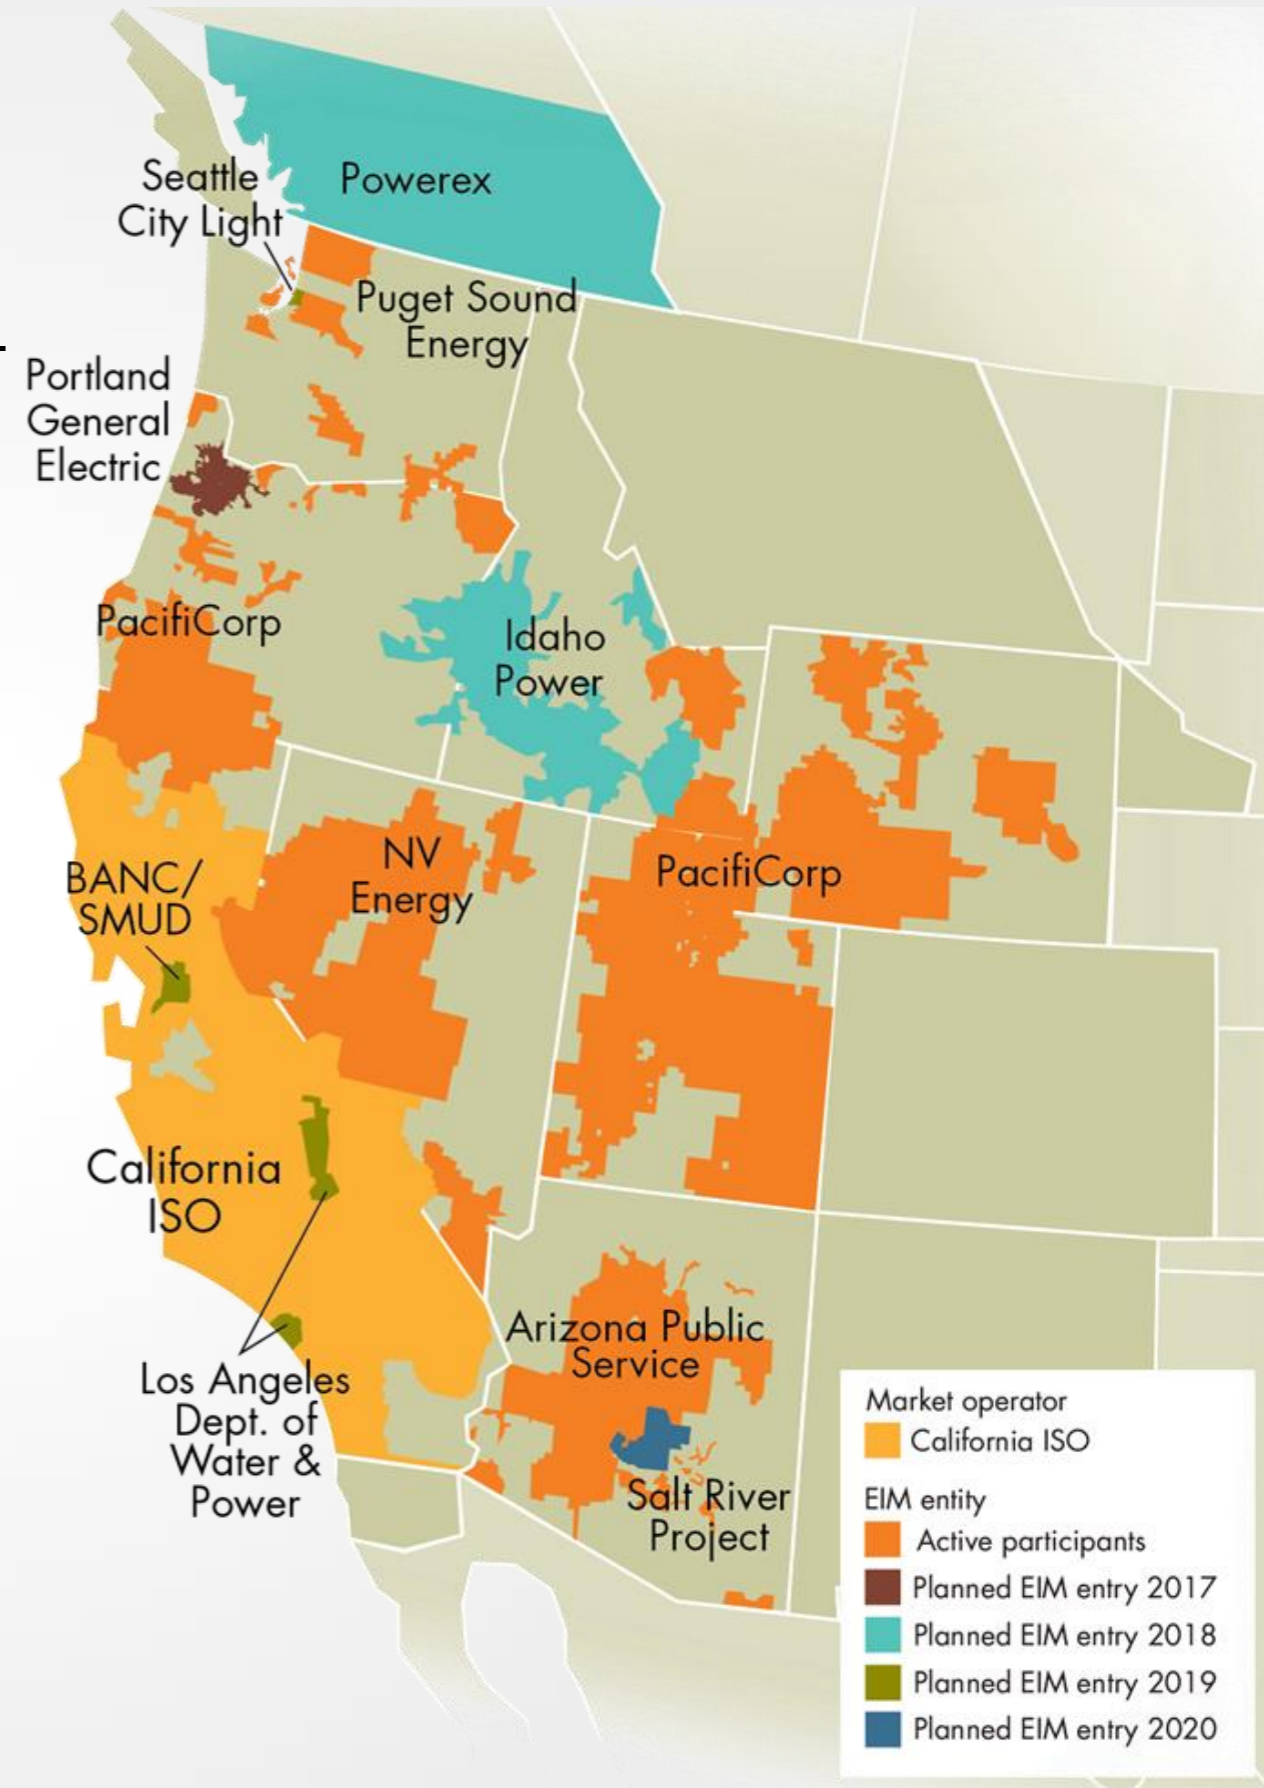 Seattle
City Light
Powerex
Puget Sound
Energy
Portland
General
Electric
PacifiCorp
Idaho
Power
NV
Energy
PacifiCorp
BANC/
SMUD
California
ISO
Arizona Public
Service
Los Angeles
Dept. of
Water &
Power
Salt River
Project
Market operator
California ISO
EIM entity
Active participants
Planned EIM entry 2017
Planned EIM entry 2018
Planned EIM entry 2019
Planned EIM entry 2020